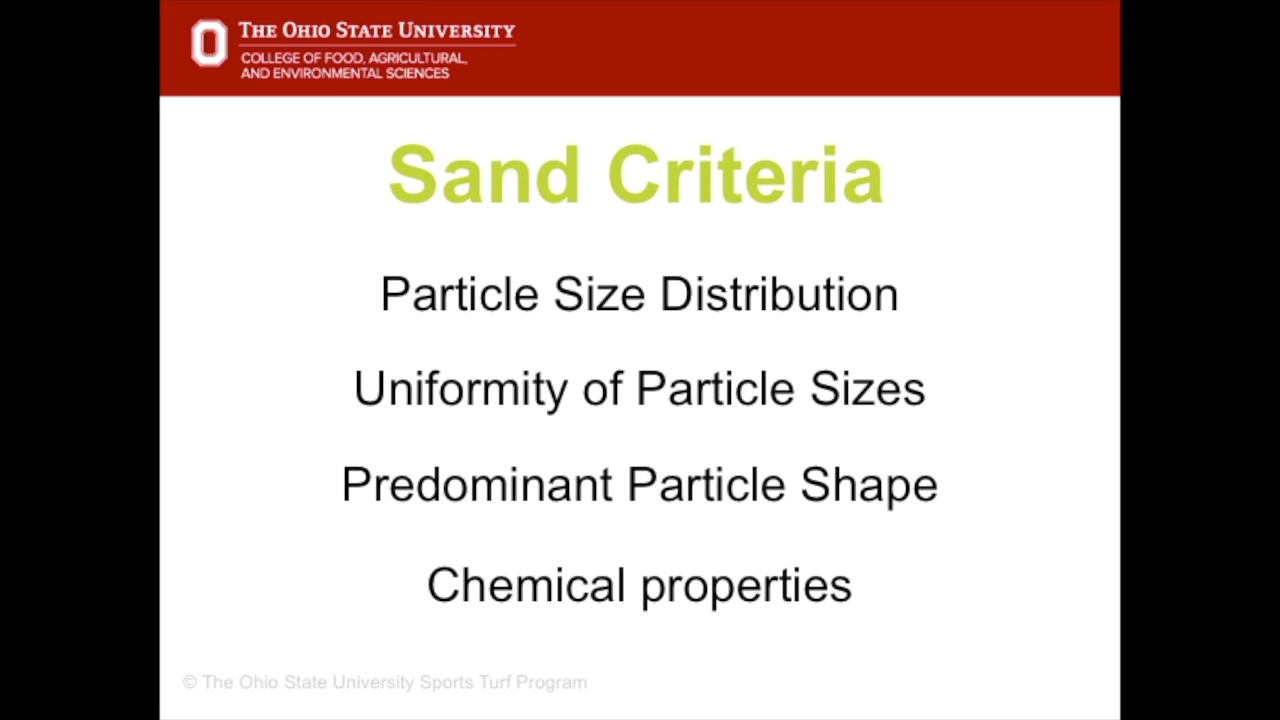 THE OHIO STATE UNIVERSITY
COLLEGE OF FOOD, AGRICULTURAL,
AND ENVIRONMENTAL SCIENCES
Sand Criteria
Particle Size Distribution
Uniformity of Particle Sizes
Predominant Particle Shape
Chemical properties
© The Ohio State University Sports Turf Program